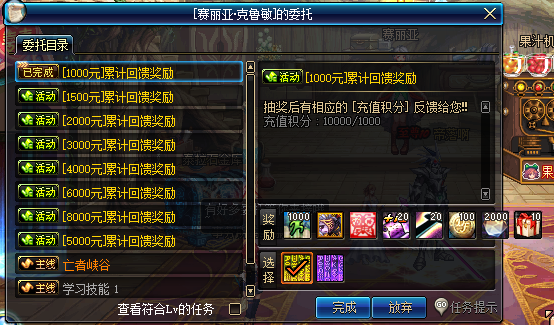 [赛丽亚·克鲁敏]的委托
赛丽亚
委托目录
果汁机
已完成 [1000元]累计回馈奖励
活动 [1500元]累计回馈奖励
活动 [2000元]累计回馈奖励
活动 [3000元]累计回馈奖励
活动 [4000元]累计回馈奖励
活动 [6000元]累计回馈奖励
活动 [8000元]累计回馈奖励
活动 [5000元]累计回馈奖励
主线 亡者峡谷
主线 学习技能 1
查看符合Lv的任务
活动 [1000元]累计回馈奖励
抽奖后有相应的 [充值积分] 反馈给您!!
充值积分：10000/1000
奖励
1000 20 20 100 2000 10
选择
果
完成 放弃 GO 任务提示